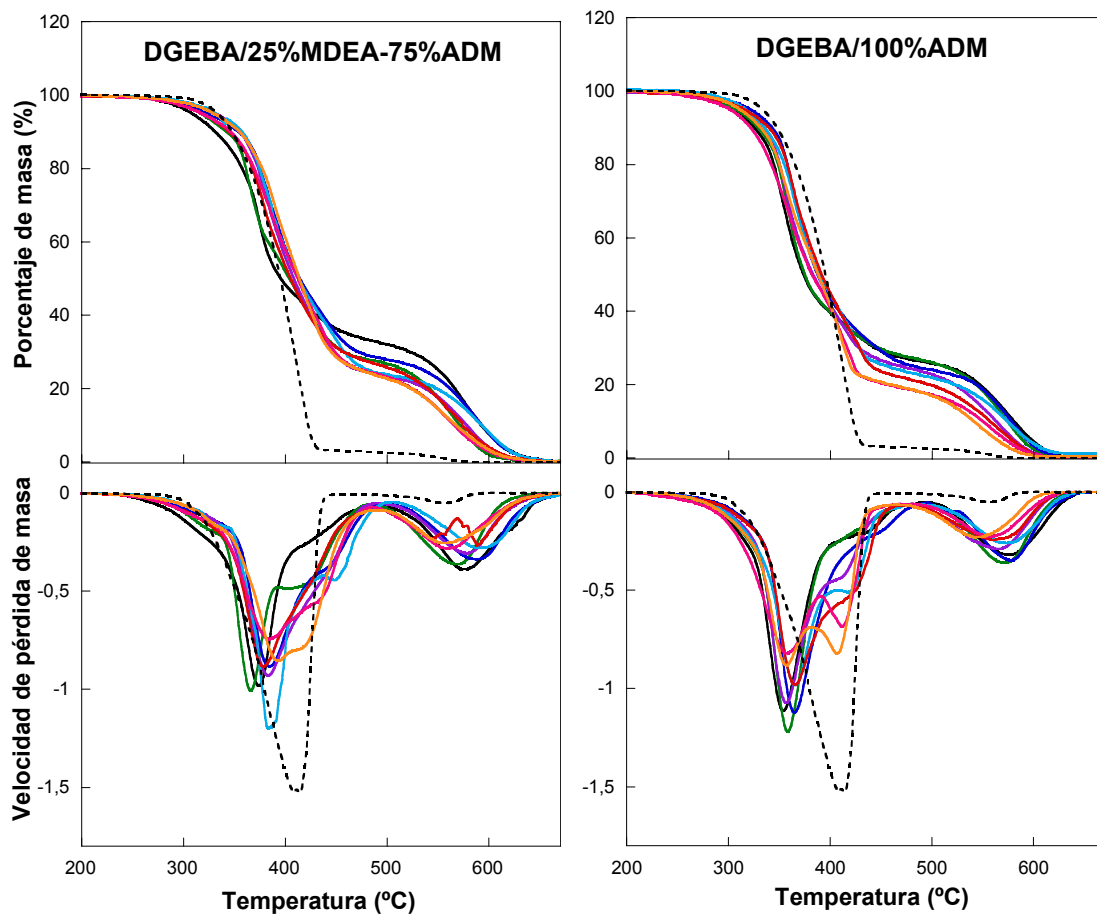 DGEBA/25%MDEA-75%ADM
DGEBA/100%ADM
Porcentaje de masa (%)
120
100
80
60
40
20
0
120
100
80
60
40
20
0
Velocidad de pérdida de masa
0
-0,5
-1
-1,5
0
-0,5
-1
-1,5
200 300 400 500 600
200 300 400 500 600
Temperatura (ºC)
Temperatura (ºC)